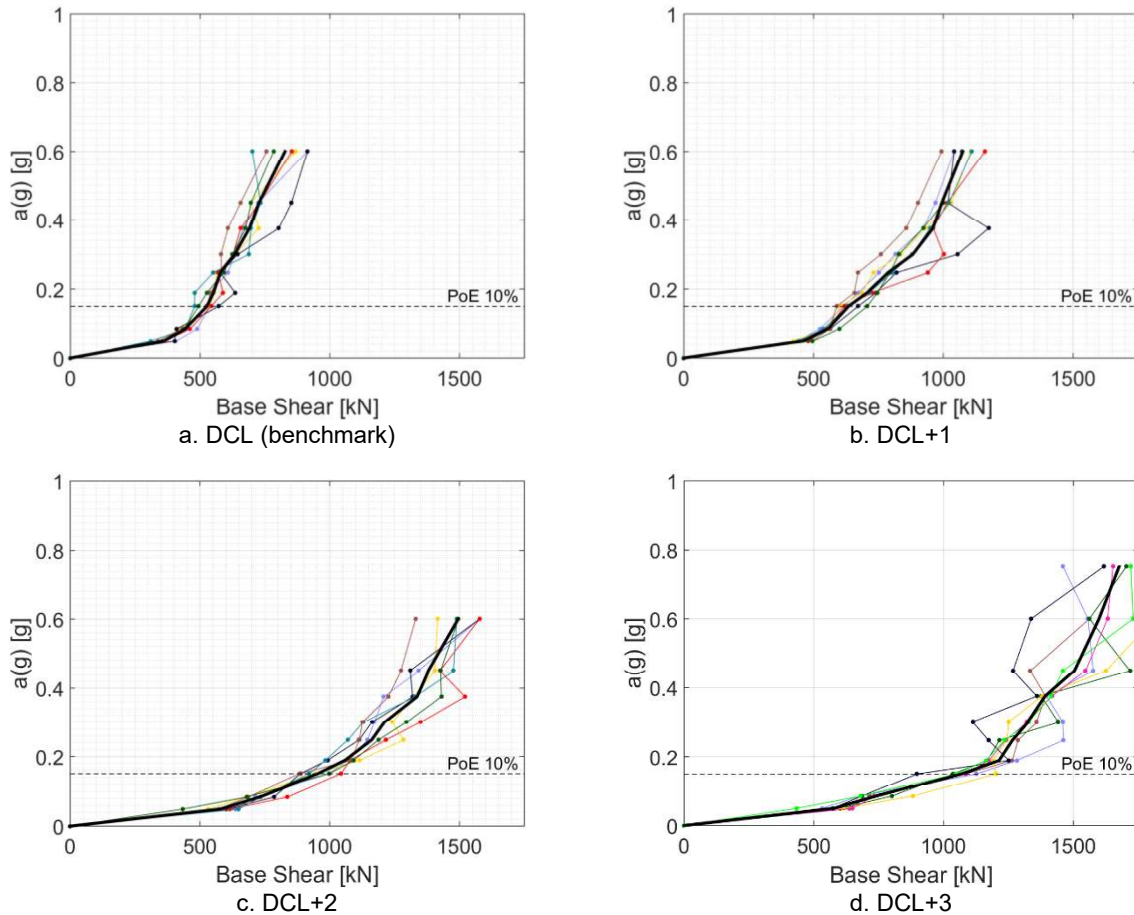 1
0.8
0.6
0.4
0.2
0
a(g) [g]
PoE 10%
0 500 1000 1500
Base Shear [kN]
a. DCL (benchmark)
1
0.8
0.6
0.4
0.2
0
a(g) [g]
PoE 10%
0 500 1000 1500
Base Shear [kN]
b. DCL+1
1
0.8
0.6
0.4
0.2
0
a(g) [g]
PoE 10%
0 500 1000 1500
Base Shear [kN]
c. DCL+2
1
0.8
0.6
0.4
0.2
0
a(g) [g]
PoE 10%
0 500 1000 1500
Base Shear [kN]
d. DCL+3